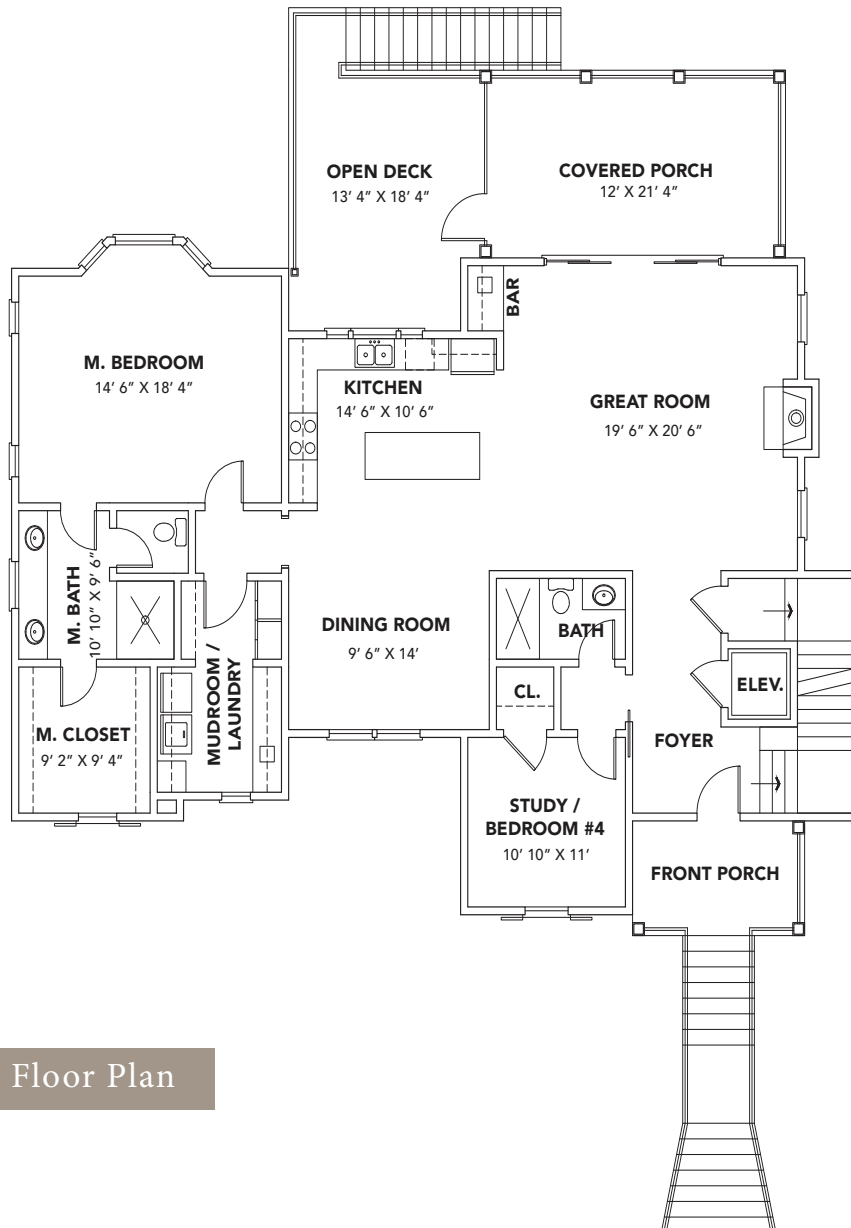 OPEN DECK
13’ 4” X 18’ 4”
COVERED PORCH
12’ X 21’ 4”
BAR
M. BEDROOM
14’ 6” X 18’ 4”
KITCHEN
14’ 6” X 10’ 6”
GREAT ROOM
19’ 6” X 20’ 6”
M. BATH
10’ 10” X 9’ 6”
DINING ROOM
9’ 6” X 14’
BATH
MUDROOM /
LAUNDRY
CL.
ELEV.
M. CLOSET
9’ 2” X 9’ 4”
FOYER
STUDY /
BEDROOM #4
10’ 10” X 11’
FRONT PORCH
Floor Plan